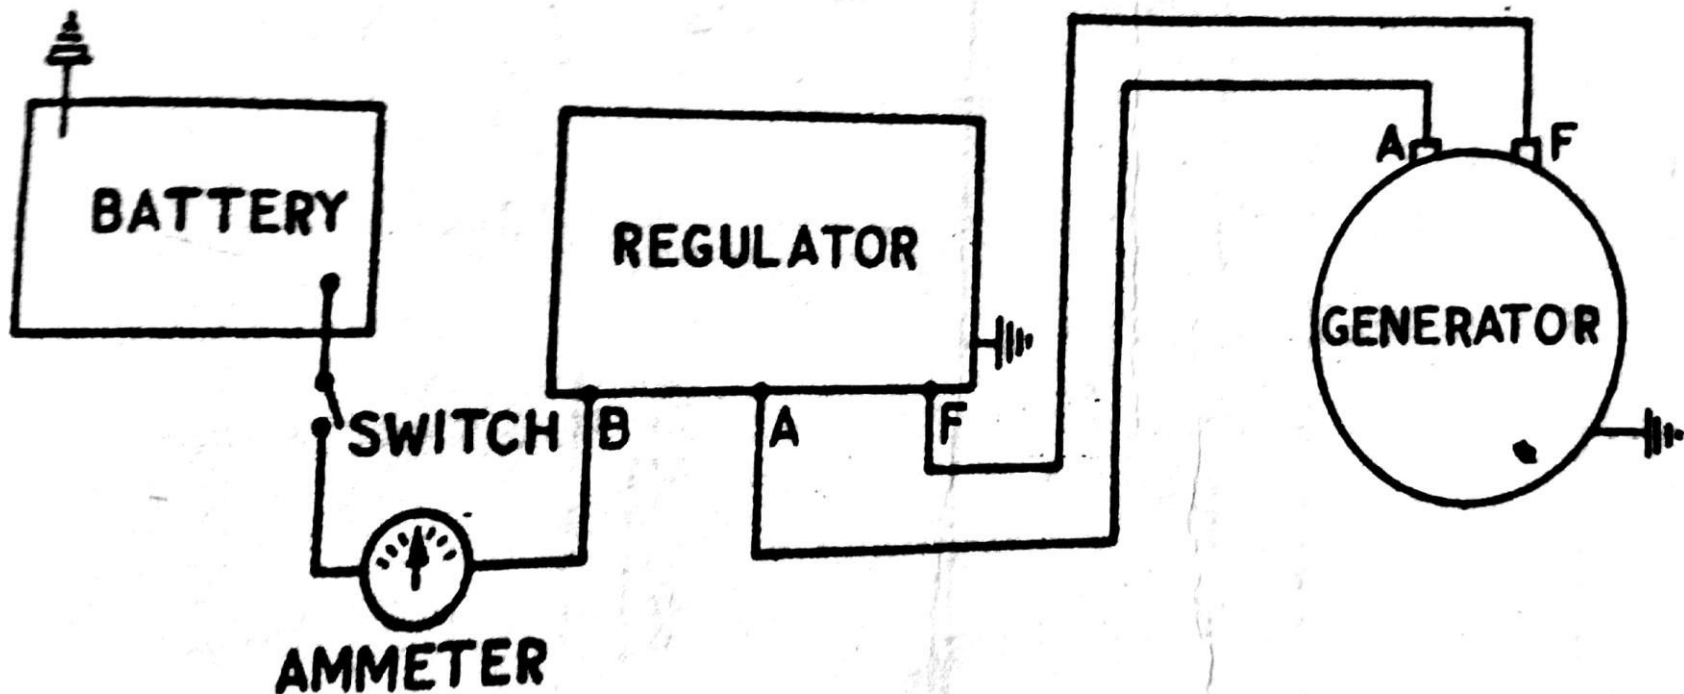 BATTERY
REGULATOR
A F
GENERATOR
SWITCH
B A F
AMMETER